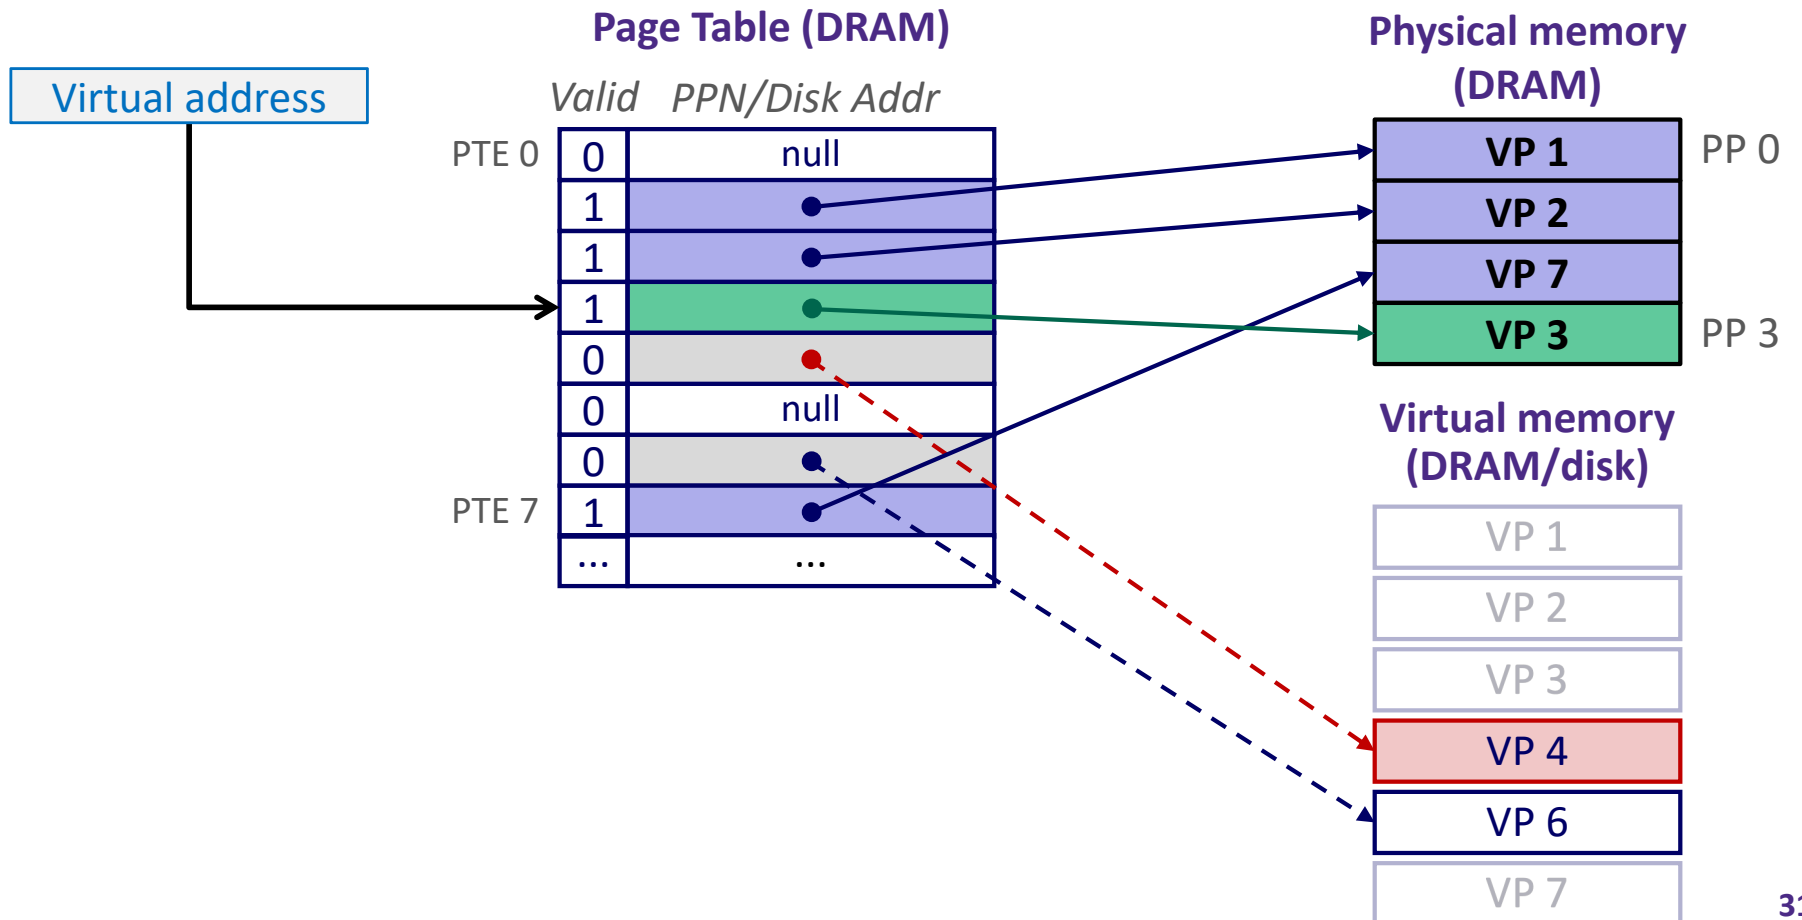 Page Table (DRAM)
Physical memory
(DRAM)
Virtual address
Valid PPN/Disk Addr
PTE 0 0 null
1
1
1
0
0 null
0
PTE 7 1
... ...
VP 1 PP 0
VP 2
VP 7
VP 3 PP 3
Virtual memory
(DRAM/disk)
VP 1
VP 2
VP 3
VP 4
VP 6
VP 7
31